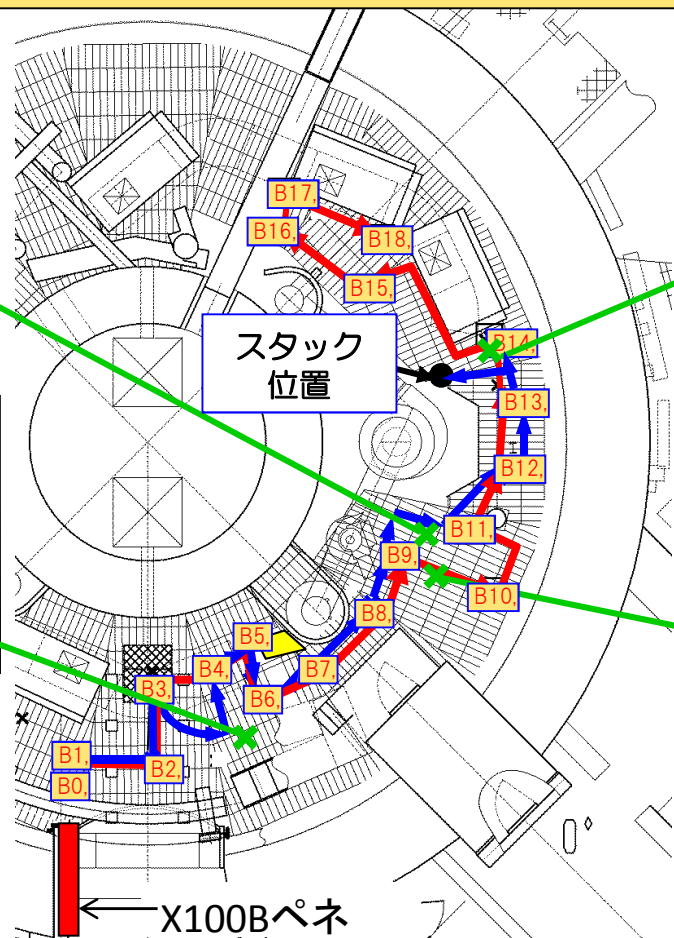 B17,
B16,
B18,
B15,
スタック
位置
B14,
B13,
B12,
B11,
B9,
B10,
B8,
B5,
B4,
B7,
B6,
B3,
B1,
B2,
B0,
X100Bペネ